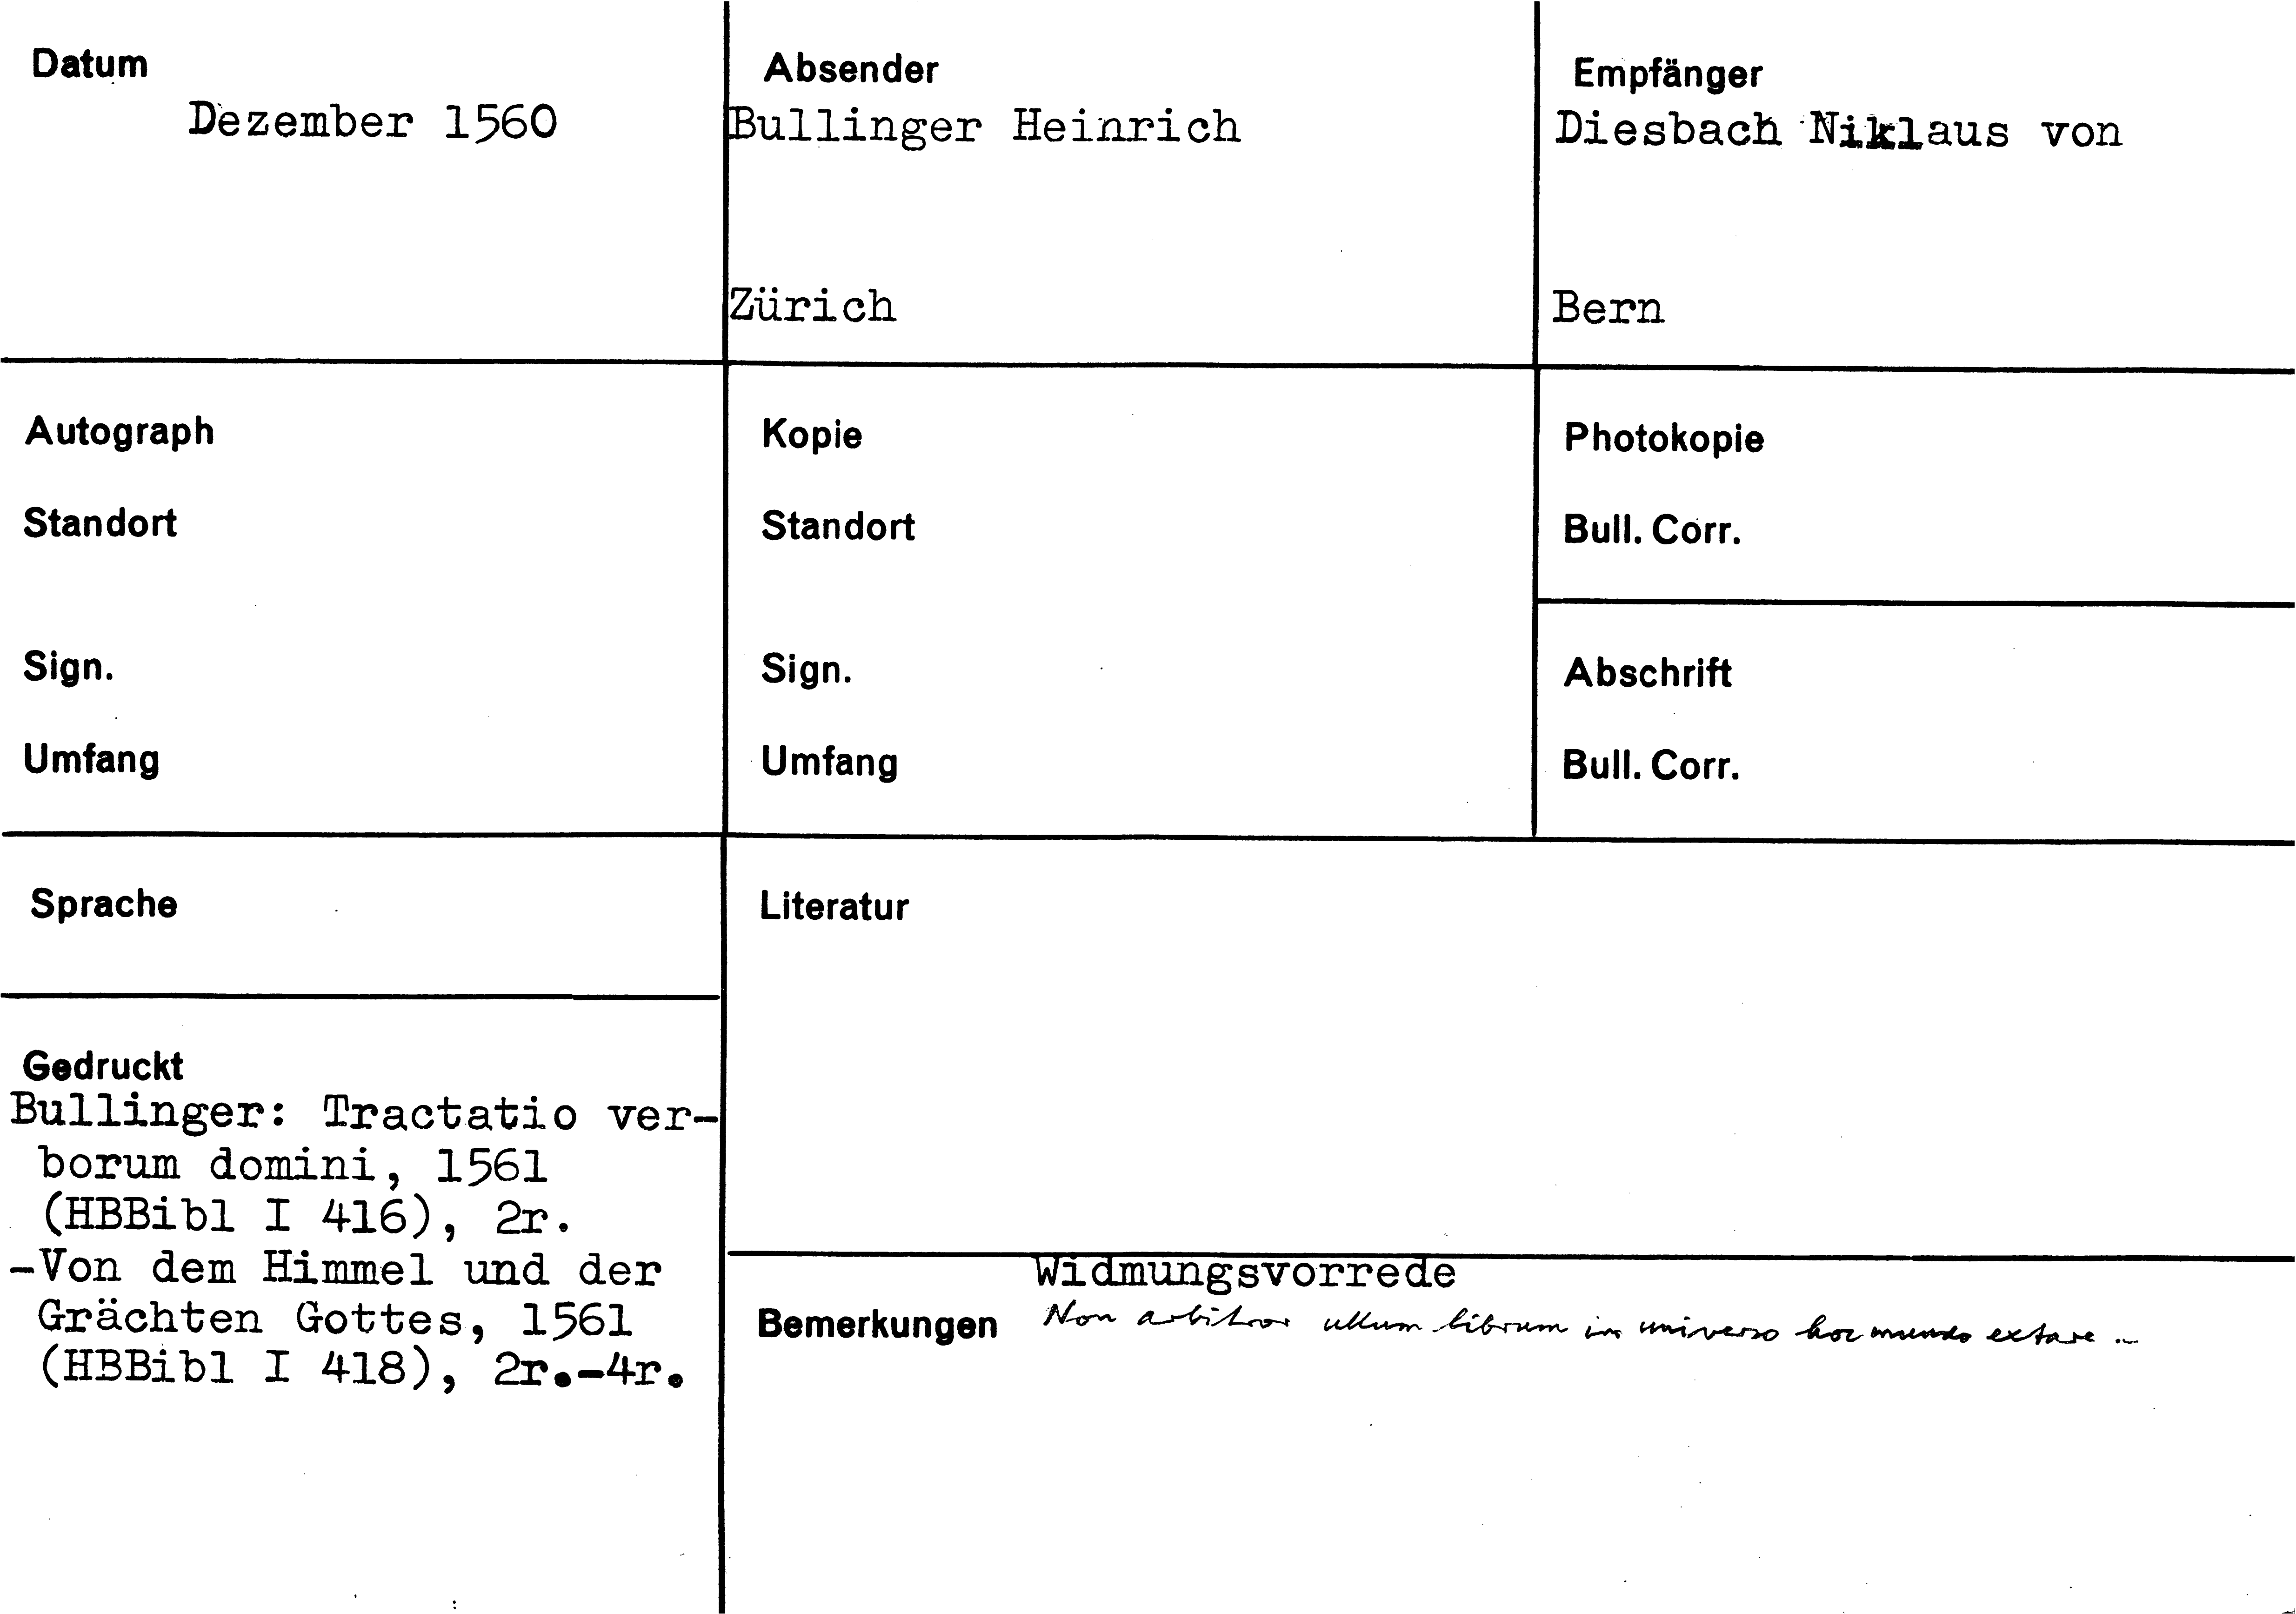 Datum
Dezember 1560
Absender
Bullinger Heinrich
Zürich
Empfänger
Diesbach Niklaus von
Bern
Autograph
Standort
Sign.
Umfang
Kopie
Standort
Sign.
Umfang
Photokopie
Bull. Corr.
Abschrift
Bull. Corr.
Sprache
Literatur
Gedruckt
Bullinger: Tractatio ver-
borum domini, 1561
(HBBibl I 416), 2r.
-Von dem Himmel und der
Grächten Gottes, 1561
(HBBibl I 418), 2r.-4r.
Widmungsvorrede
Bemerkungen Non arbitror ullum librum in universo hoc mundo extare ...